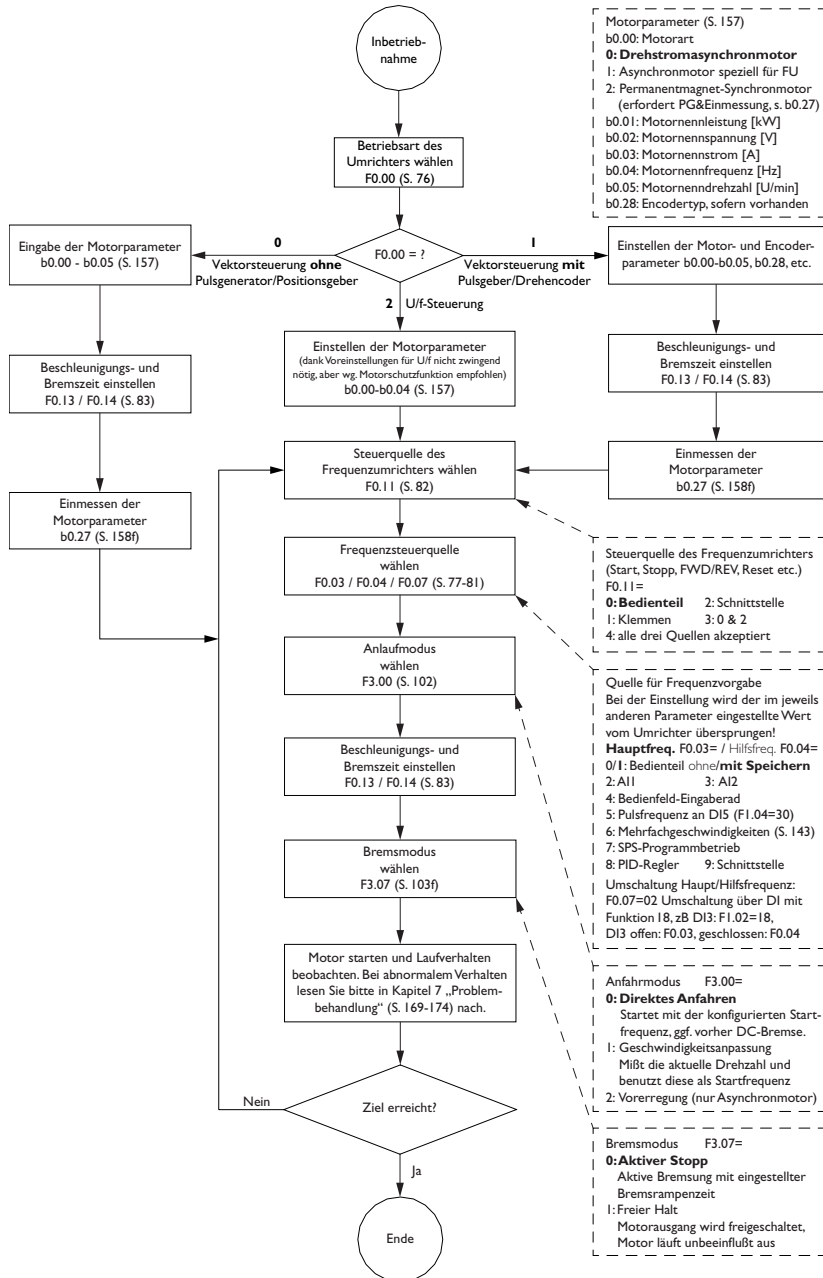 Inbetrieb-
nahme
Betriebsart des
Umrichters wählen
F0.00 (S. 76)
Motorparameter (S. 157)
b0.00: Motorart
0: Drehstromasynchronmotor
1: Asynchronmotor speziell für FU
2: Permanentmagnet-Synchronmotor
(erfordert PG&Einmessung, s. b0.27)
b0.01: Motornennleistung [kW]
b0.02: Motornennspannung [V]
b0.03: Motornennstrom [A]
b0.04: Motornennfrequenz [Hz]
b0.05: Motornenndrehzahl [U/min]
b0.28: Encodertyp, sofern vorhanden
F0.00 = ?
0
Vektorsteuerung ohne
Pulsgenerator/Positionsgeber
1
Vektorsteuerung mit
Pulsgeber/Drehencoder
2 U/f-Steuerung
Eingabe der Motorparameter
b0.00 - b0.05 (S. 157)
Beschleunigungs- und
Bremszeit einstellen
F0.13 / F0.14 (S. 83)
Einmessen der
Motorparameter
b0.27 (S. 158f)
Einstellen der Motor- und Encoder-
parameter b0.00-b0.05, b0.28, etc.
Beschleunigungs- und
Bremszeit einstellen
F0.13 / F0.14 (S. 83)
Einmessen der
Motorparameter
b0.27 (S. 158f)
Einstellen der Motorparameter
(dank Voreinstellungen für U/f nicht zwingend
nötig, aber wg. Motorschutzfunktion empfohlen)
b0.00-b0.04 (S. 157)
Steuerquelle des
Frequenzumrichters wählen
F0.11 (S. 82)
Frequenzsteuerquelle
wählen
F0.03 / F0.04 / F0.07 (S. 77-81)
Anlaufmodus
wählen
F3.00 (S. 102)
Beschleunigungs- und
Bremszeit einstellen
F0.13 / F0.14 (S. 83)
Bremsmodus
wählen
F3.07 (S. 103f)
Motor starten und Laufverhalten
beobachten. Bei abnormalem Verhalten
lesen Sie bitte in Kapitel 7 „Problem-
behandlung“ (S. 169-174) nach.
Ziel erreicht?
Nein
Ja
Ende
Steuerquelle des Frequenzumrichters
(Start, Stopp, FWD/REV, Reset etc.)
F0.11=
0: Bedienteil 2: Schnittstelle
1: Klemmen 3: 0 & 2
4: alle drei Quellen akzeptiert
Quelle für Frequenzvorgabe
Bei der Einstellung wird der im jeweils
anderen Parameter eingestellte Wert
vom Umrichter übersprungen!
Hauptfreq. F0.03= / Hilfsfreq. F0.04=
0/1: Bedienteil ohne/mit Speichern
2: AI1 3: AI2
4: Bedienfeld-Eingaberad
5: Pulsfrequenz an DI5 (F1.04=30)
6: Mehrfachgeschwindigkeiten (S. 143)
7: SPS-Programmbetrieb
8: PID-Regler 9: Schnittstelle
Umschaltung Haupt/Hilfsfrequenz:
F0.07=02 Umschaltung über DI mit
Funktion 18, zB DI3: F1.02=18,
DI3 offen: F0.03, geschlossen: F0.04
Anfahrmodus F3.00=
0: Direktes Anfahren
Startet mit der konfigurierten Start-
frequenz, ggf. vorher DC-Bremse.
1: Geschwindigkeitsanpassung
Mißt die aktuelle Drehzahl und
benutzt diese als Startfrequenz
2: Vorerregung (nur Asynchronmotor)
Bremsmodus F3.07=
0: Aktiver Stopp
Aktive Bremsung mit eingestellter
Bremsrampenzeit
1: Freier Halt
Motorausgang wird freigeschaltet,
Motor läuft unbeeinflußt aus